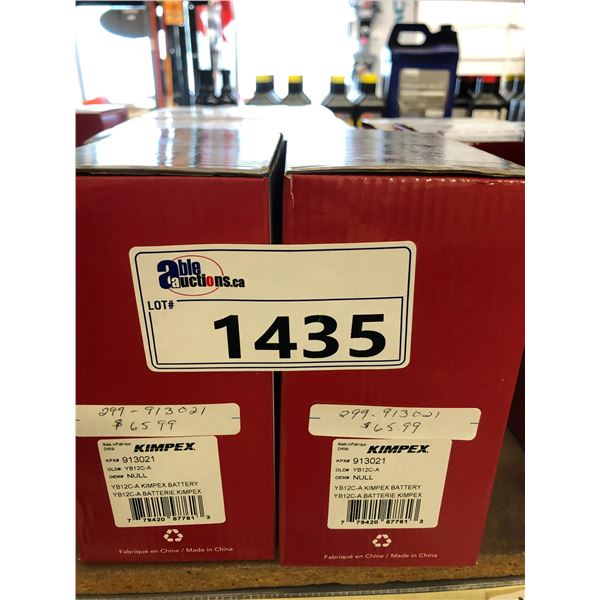 able
auctions.ca
LOT#
1435
299-913021
$65.99
Made in/Fabriqué
CHINA
KIMPEX
KPX# 913021
OLD# YB12C-A
OEM# NULL
YB12C-A KIMPEX BATTERY
YB12C-A BATTERIE KIMPEX
7 79420 67761 3
Fabriqué en Chine / Made in China
299-913021
$65.99
Made in/Fabriqué
CHINA
KIMPEX
KPX# 913021
OLD# YB12C-A
OEM# NULL
YB12C-A KIMPEX BATTERY
YB12C-A BATTERIE KIMPEX
7 79420 67761 3
Fabriqué en Chine / Made in China